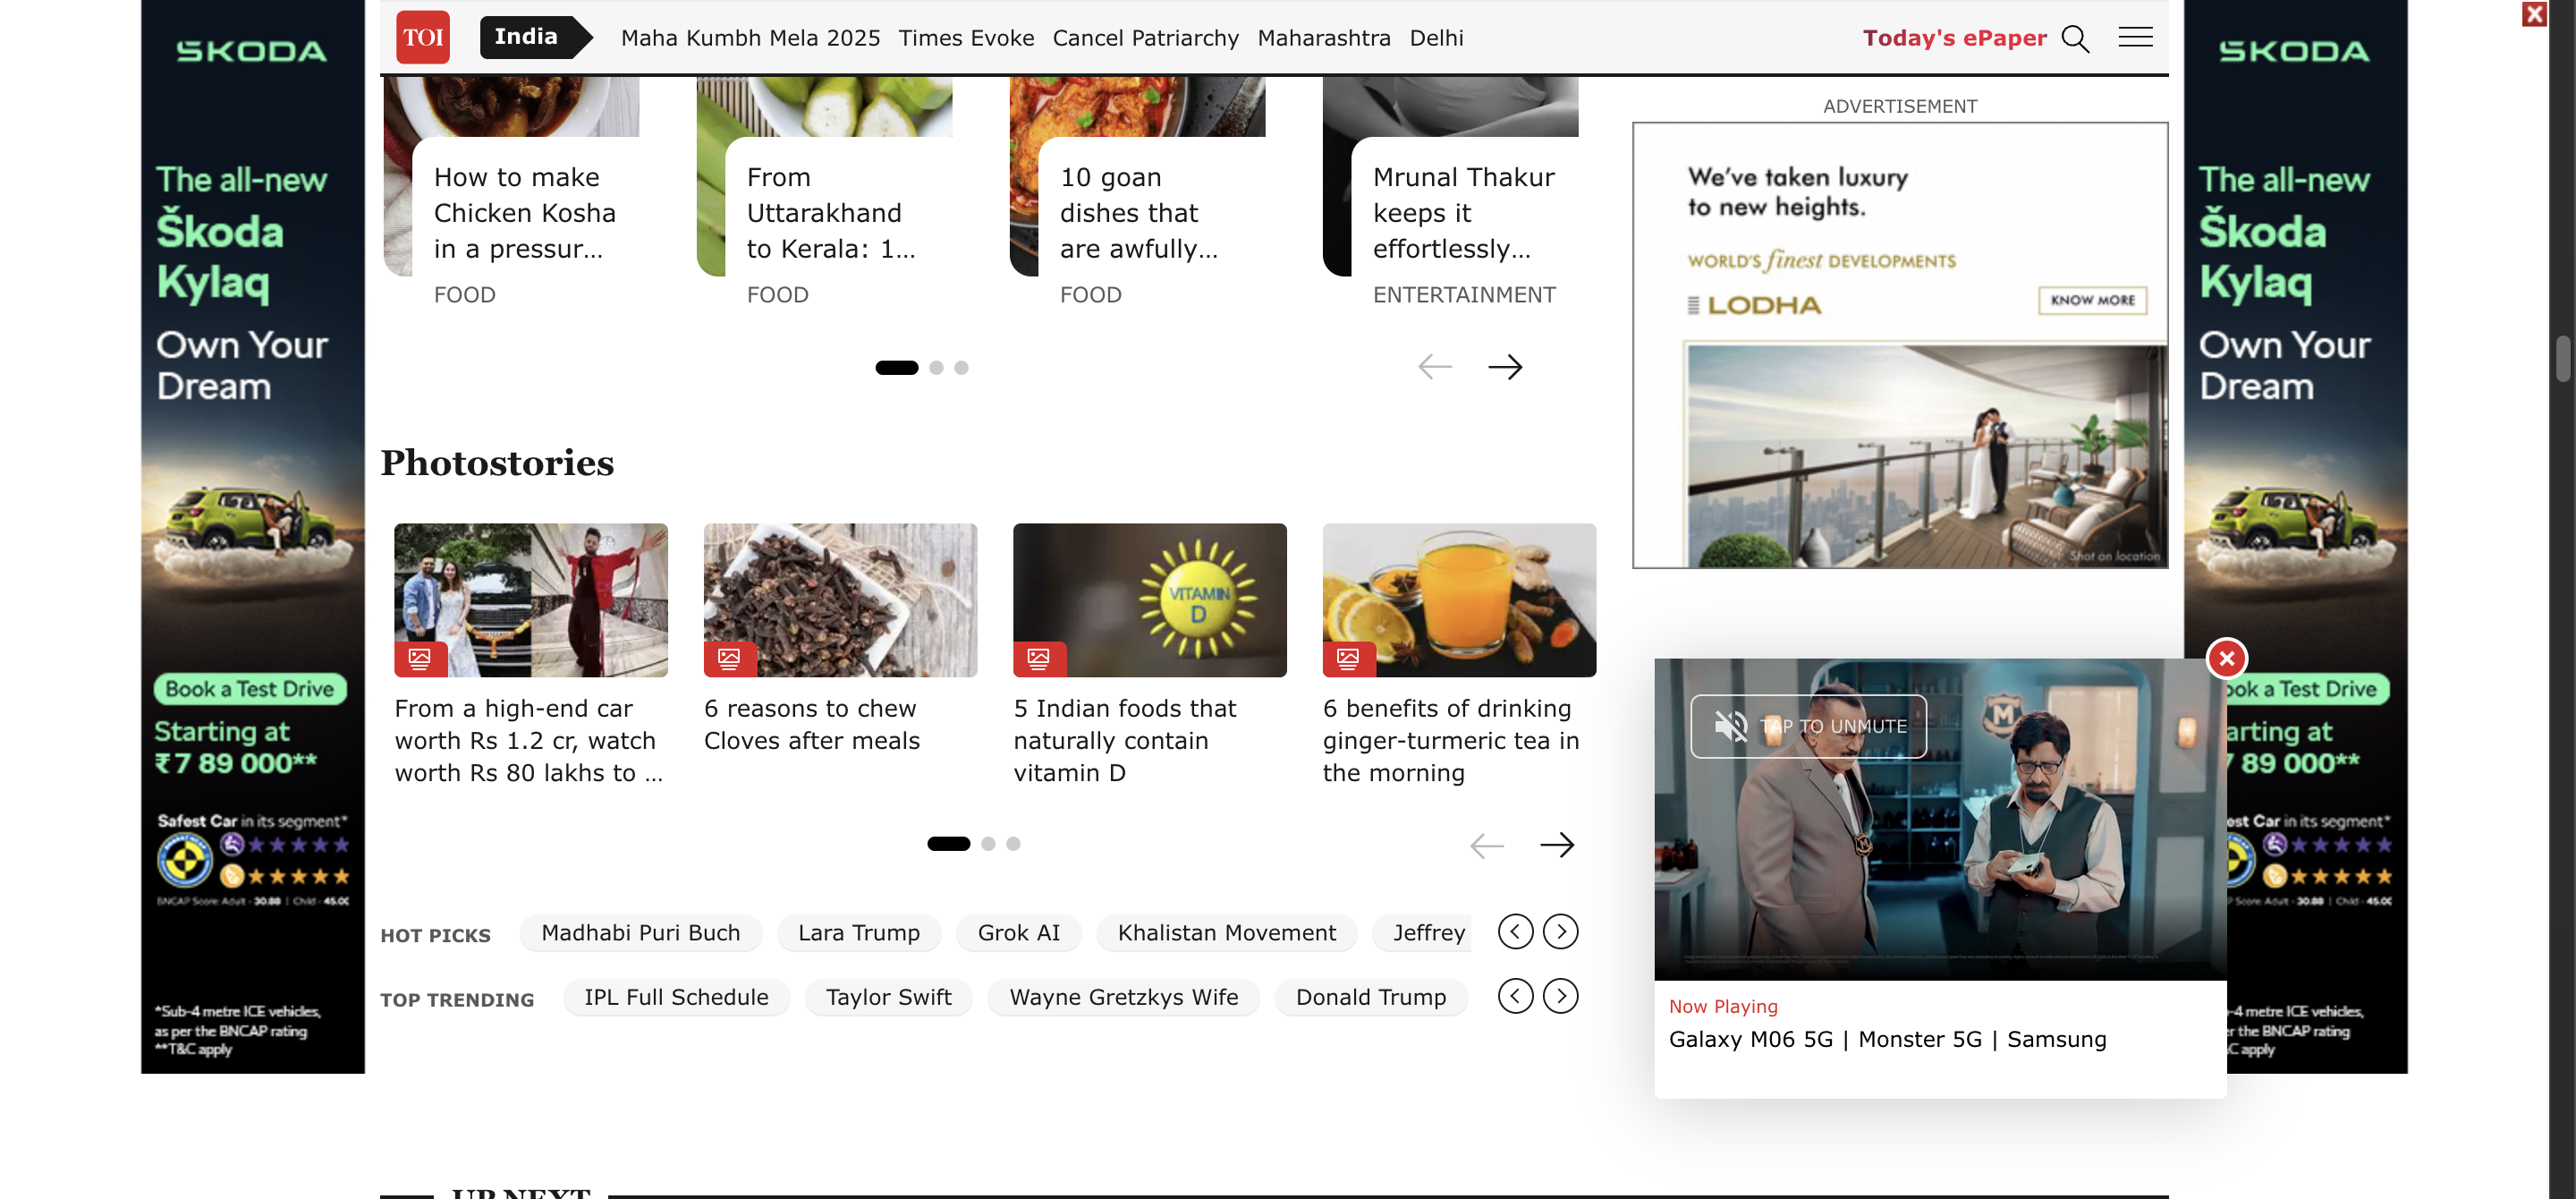 SKODA
The all-new
Škoda
Kylaq
Own Your
Dream
Book a Test Drive
Starting at
₹7 89 000**
Safest Car in its segment*
BNCAP Score: Adult - 30.88 | Child - 45.00
*Sub-4 metre ICE vehicles,
as per the BNCAP rating
**T&C apply
TOI
India
Maha Kumbh Mela 2025
Times Evoke
Cancel Patriarchy
Maharashtra
Delhi
Today's ePaper
How to make
Chicken Kosha
in a pressur...
FOOD
From
Uttarakhand
to Kerala: 1...
FOOD
10 goan
dishes that
are awfully...
FOOD
Mrunal Thakur
keeps it
effortlessly...
ENTERTAINMENT
Photostories
VITAMIN
D
From a high-end car
worth Rs 1.2 cr, watch
worth Rs 80 lakhs to ...
6 reasons to chew
Cloves after meals
5 Indian foods that
naturally contain
vitamin D
6 benefits of drinking
ginger-turmeric tea in
the morning
HOT PICKS
Madhabi Puri Buch
Lara Trump
Grok AI
Khalistan Movement
Jeffrey
TOP TRENDING
IPL Full Schedule
Taylor Swift
Wayne Gretzkys Wife
Donald Trump
UP NEXT
ADVERTISEMENT
We've taken luxury
to new heights.
WORLD'S finest DEVELOPMENTS
LODHA
KNOW MORE
Shot on location
TAP TO UNMUTE
M
Now Playing
Galaxy M06 5G | Monster 5G | Samsung
SKODA
The all-new
Škoda
Kylaq
Own Your
Dream
ook a Test Drive
arting at
7 89 000**
est Car in its segment*
Score: Adult - 30.88 | Child - 45.00
-4 metre ICE vehicles,
er the BNCAP rating
C apply